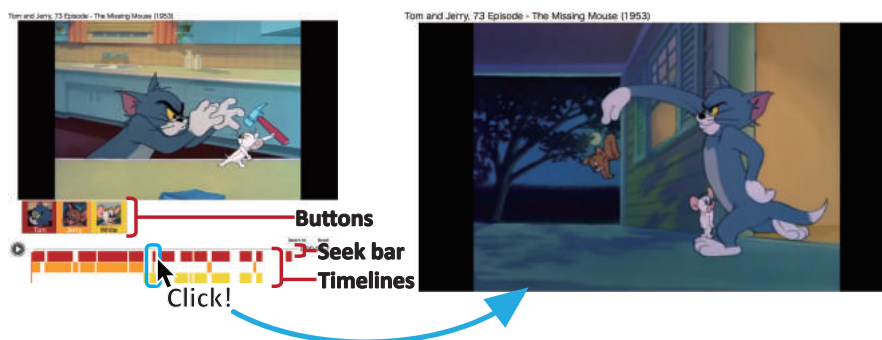 Tom and Jerry, 73 Episode - The Missing Mouse (1953)
Tom and Jerry, 73 Episode - The Missing Mouse (1953)
Tom Jerry White
Buttons
Seek bar
Timelines
Click!